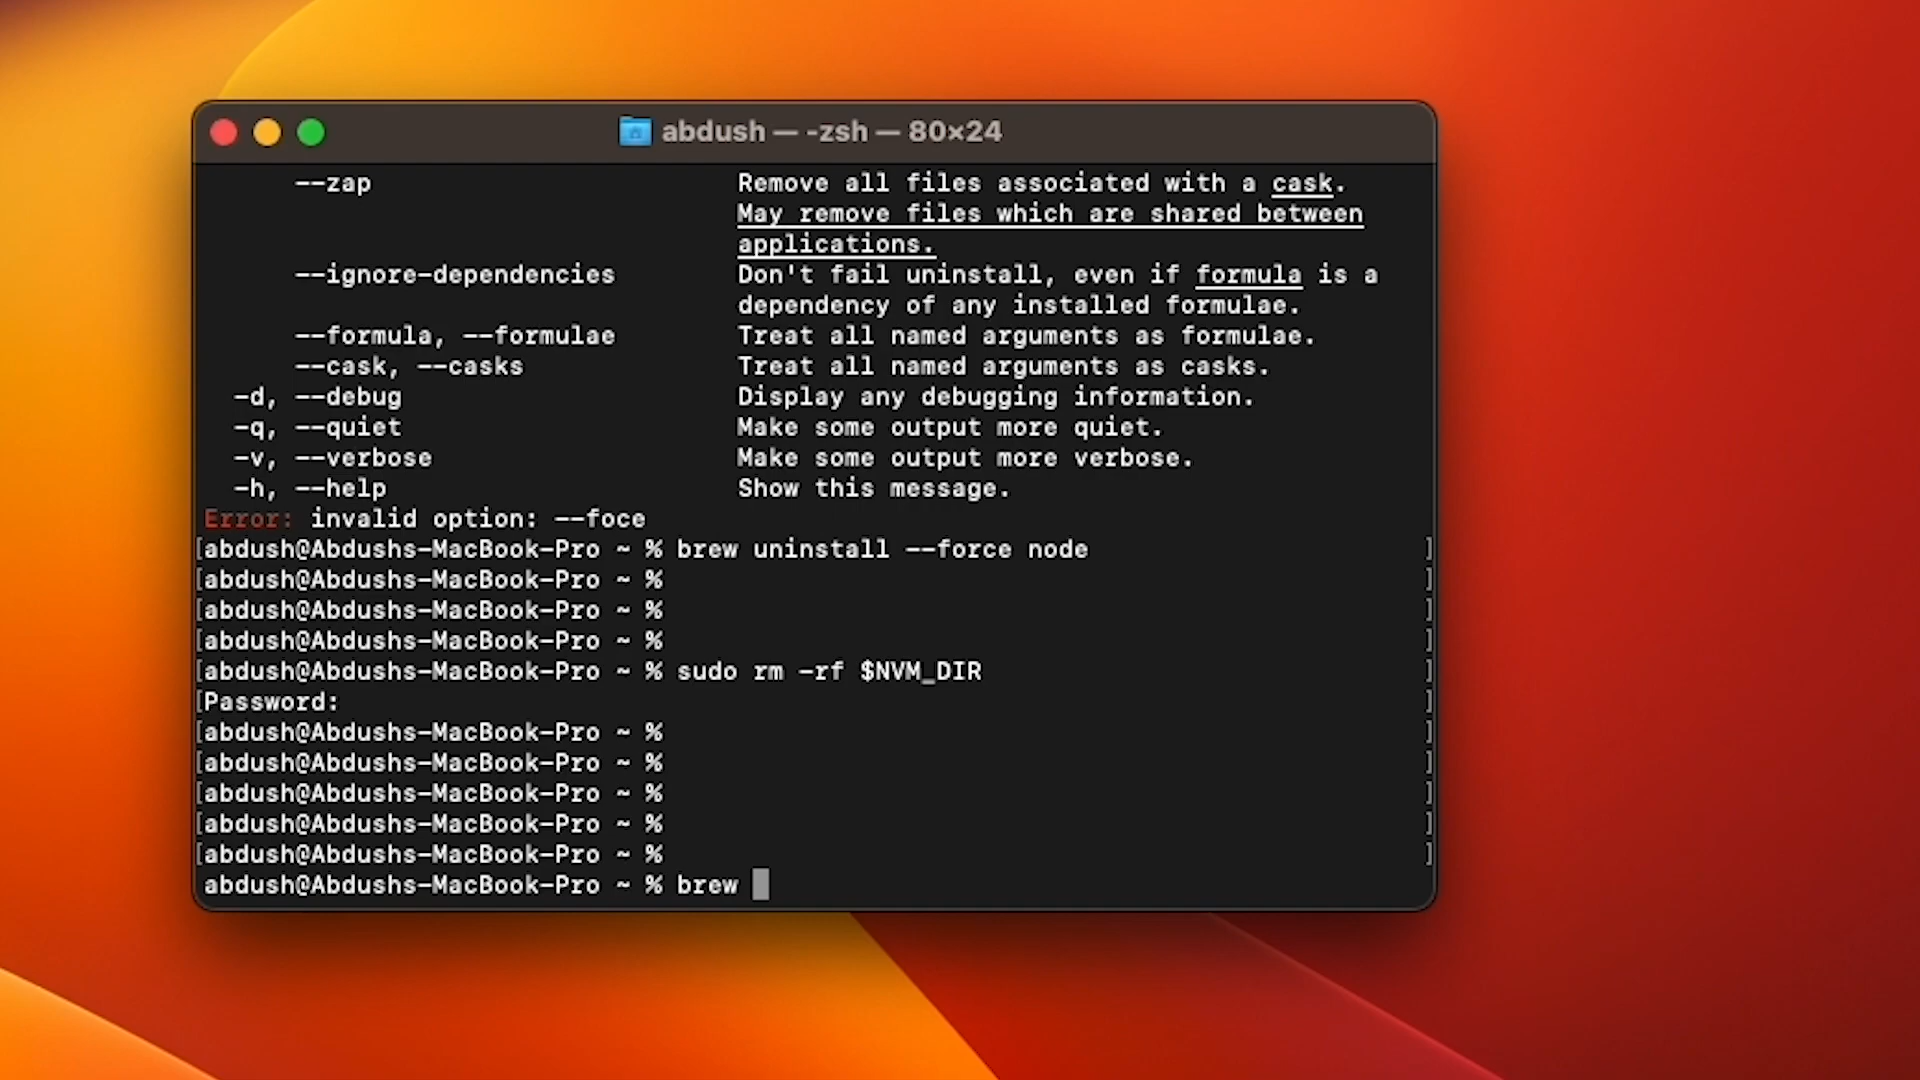 abdush — -zsh — 80×24
--zap Remove all files associated with a cask.
May remove files which are shared between
applications.
--ignore-dependencies Don't fail uninstall, even if formula is a
dependency of any installed formulae.
--formula, --formulae Treat all named arguments as formulae.
--cask, --casks Treat all named arguments as casks.
-d, --debug Display any debugging information.
-q, --quiet Make some output more quiet.
-v, --verbose Make some output more verbose.
-h, --help Show this message.
Error: invalid option: --foce
[abdush@Abdushs-MacBook-Pro ~ % brew uninstall --force node ]
[abdush@Abdushs-MacBook-Pro ~ % ]
[abdush@Abdushs-MacBook-Pro ~ % ]
[abdush@Abdushs-MacBook-Pro ~ % ]
[abdush@Abdushs-MacBook-Pro ~ % sudo rm -rf $NVM_DIR ]
[Password: ]
[abdush@Abdushs-MacBook-Pro ~ % ]
[abdush@Abdushs-MacBook-Pro ~ % ]
[abdush@Abdushs-MacBook-Pro ~ % ]
[abdush@Abdushs-MacBook-Pro ~ % ]
[abdush@Abdushs-MacBook-Pro ~ % ]
abdush@Abdushs-MacBook-Pro ~ % brew